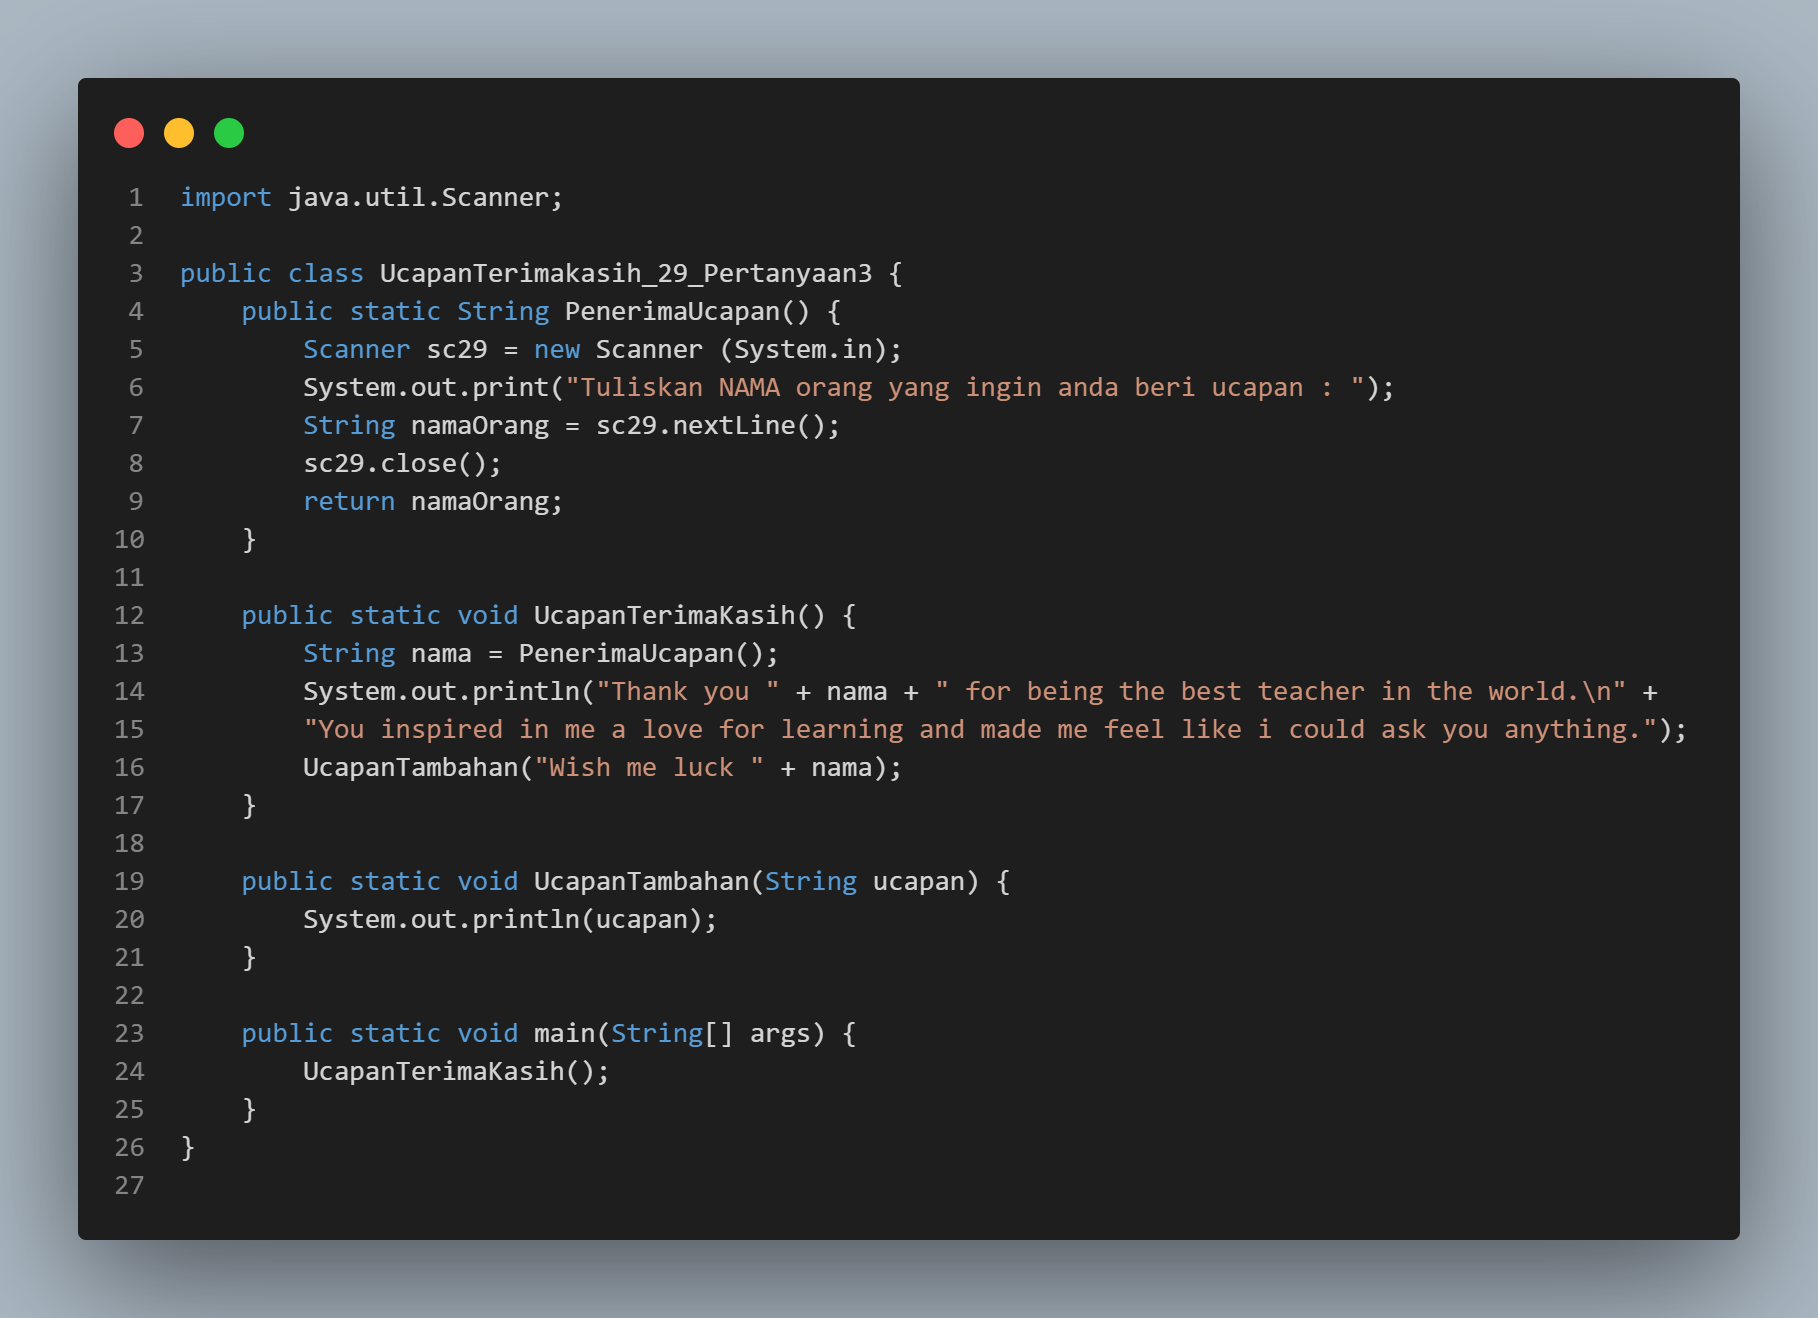 1 import java.util.Scanner;
2
3 public class UcapanTerimakasih_29_Pertanyaan3 {
4     public static String PenerimaUcapan() {
5         Scanner sc29 = new Scanner (System.in);
6         System.out.print("Tuliskan NAMA orang yang ingin anda beri ucapan : ");
7         String namaOrang = sc29.nextLine();
8         sc29.close();
9         return namaOrang;
10     }
11
12     public static void UcapanTerimaKasih() {
13         String nama = PenerimaUcapan();
14         System.out.println("Thank you " + nama + " for being the best teacher in the world.\n" +
15         "You inspired in me a love for learning and made me feel like i could ask you anything.");
16         UcapanTambahan("Wish me luck " + nama);
17     }
18
19     public static void UcapanTambahan(String ucapan) {
20         System.out.println(ucapan);
21     }
22
23     public static void main(String[] args) {
24         UcapanTerimaKasih();
25     }
26 }
27